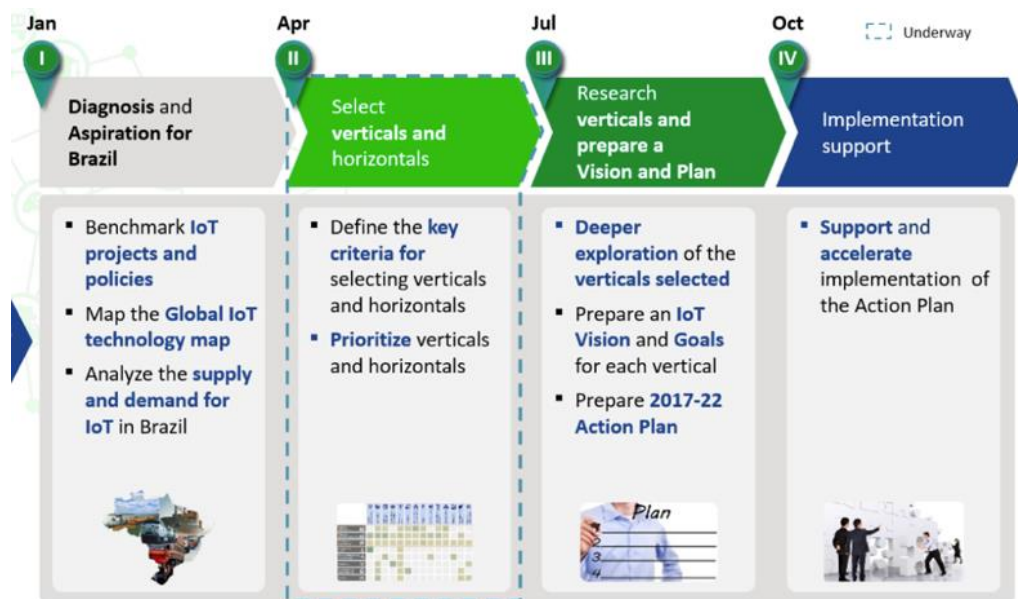 Jan
Apr
Jul
Oct
Underway
I
II
III
IV
Diagnosis and
Aspiration for
Brazil
Select
verticals and
horizontals
Research
verticals and
prepare a
Vision and Plan
Implementation
support
▪ Benchmark IoT
projects and
policies
▪ Map the Global IoT
technology map
▪ Analyze the supply
and demand for
IoT in Brazil
▪ Define the key
criteria for
selecting verticals
and horizontals
▪ Prioritize verticals
and horizontals
▪ Deeper
exploration of the
verticals selected
▪ Prepare an IoT
Vision and Goals
for each vertical
▪ Prepare 2017-22
Action Plan
▪ Support and
accelerate
implementation of
the Action Plan
Plan
1
2
3.
4.